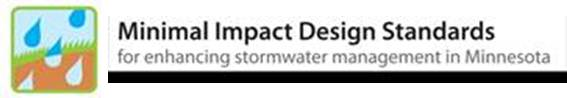 Minimal Impact Design Standards
for enhancing stormwater management in Minnesota